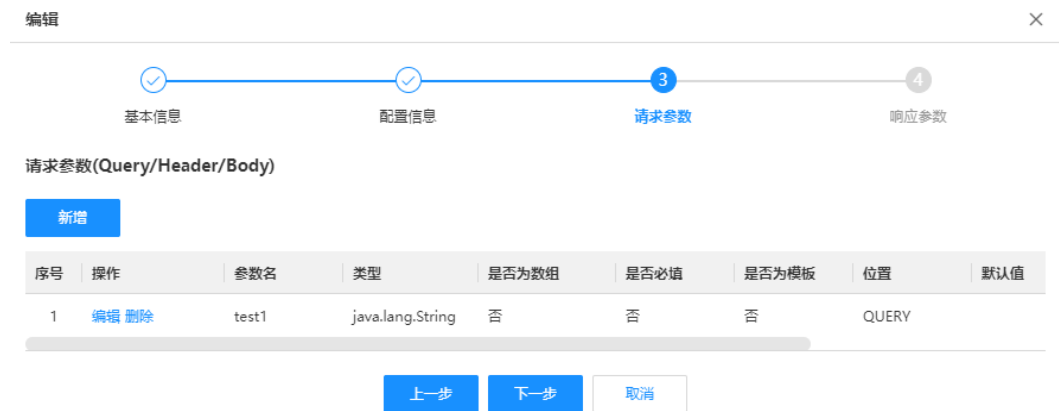 编辑
3 4
基本信息 配置信息 请求参数 响应参数
请求参数(Query/Header/Body)
新增
序号 操作 参数名 类型 是否为数组 是否必填 是否为模板 位置 默认值
1 编辑 删除 test1 java.lang.String 否 否 否 QUERY
上一步 下一步 取消